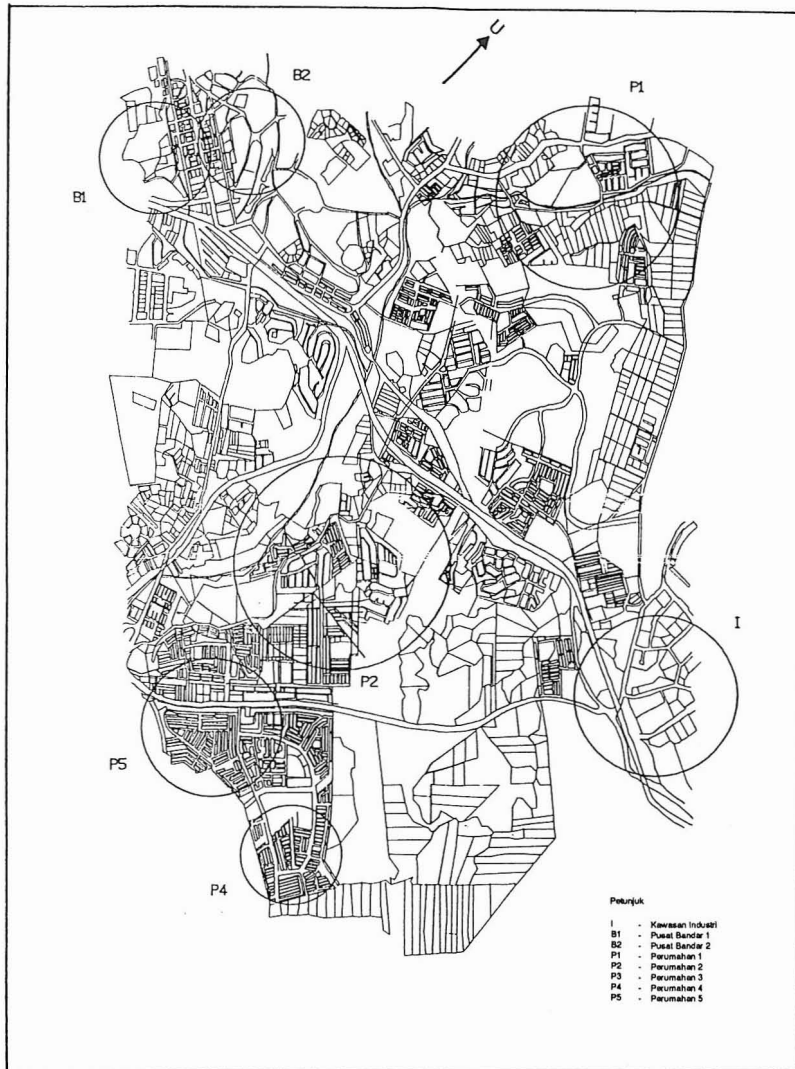 U
B2
P1
B1
I
P2
P5
P4
Petunjuk
I - Kawasan Industri
B1 - Pusat Bandar 1
B2 - Pusat Bandar 2
P1 - Perumahan 1
P2 - Perumahan 2
P3 - Perumahan 3
P4 - Perumahan 4
P5 - Perumahan 5